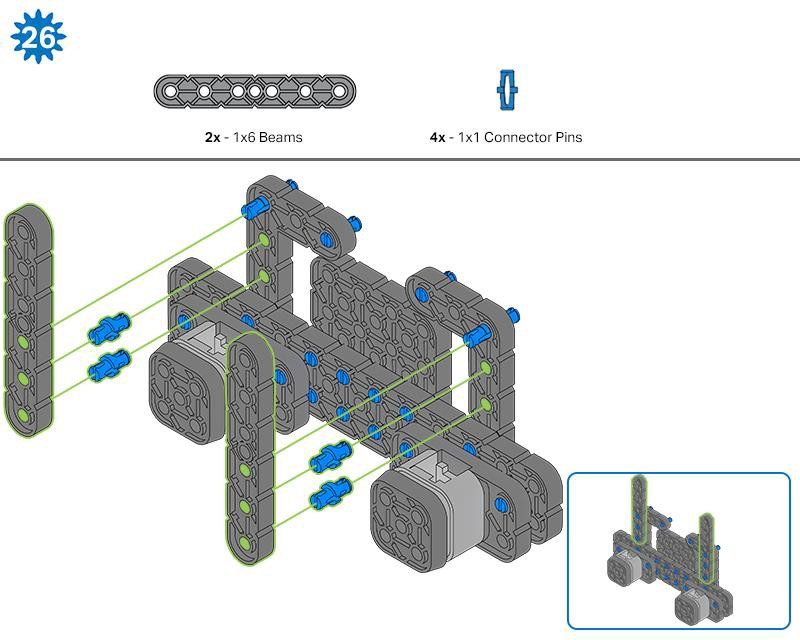 26
2x - 1x6 Beams
4x - 1x1 Connector Pins